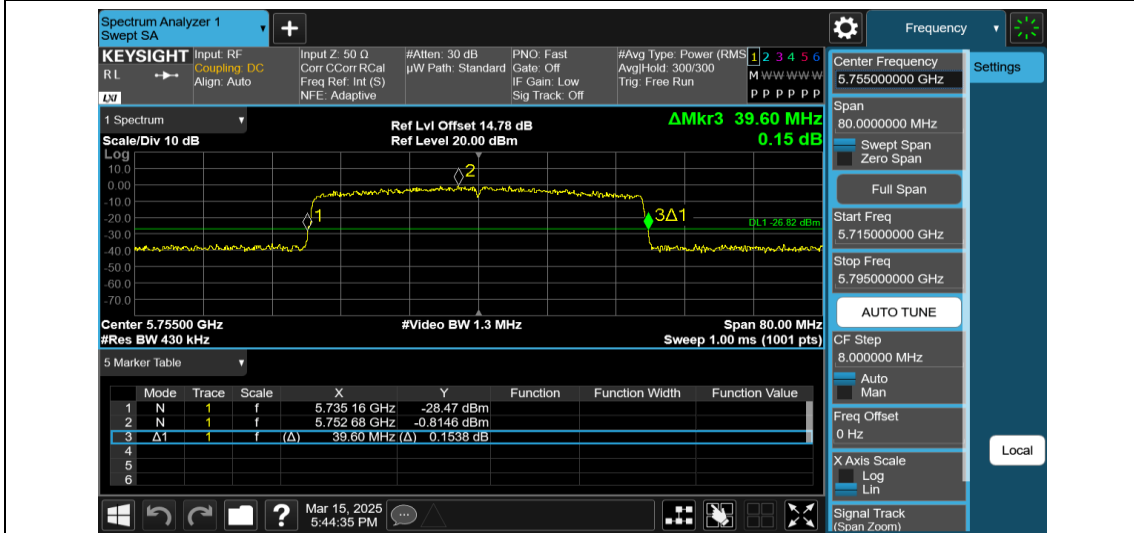 Spectrum Analyzer 1
Swept SA
+
Frequency
KEYSIGHT
RL
LXI
Input: RF
Coupling: DC
Align: Auto
Input Z: 50 Ω
Corr CCorr RCal
Freq Ref: Int (S)
NFE: Adaptive
#Atten: 30 dB
µW Path: Standard
PNO: Fast
Gate: Off
IF Gain: Low
Sig Track: Off
#Avg Type: Power (RMS
Avg|Hold: 300/300
Trig: Free Run
1 2 3 4 5 6
M W W W W W
P P P P P P
1 Spectrum
Scale/Div 10 dB
Ref Lvl Offset 14.78 dB
Ref Level 20.00 dBm
ΔMkr3 39.60 MHz
0.15 dB
Log
10.0
0.00
-10.0
-20.0
-30.0
-40.0
-50.0
-60.0
-70.0
1
2
3Δ1
DL1 -26.82 dBm
Center 5.75500 GHz
#Video BW 1.3 MHz
Span 80.00 MHz
#Res BW 430 kHz
Sweep 1.00 ms (1001 pts)
5 Marker Table
Mode Trace Scale X Y Function Function Width Function Value
1 N 1 f 5.735 16 GHz -28.47 dBm
2 N 1 f 5.752 68 GHz -0.8146 dBm
3 Δ1 1 f (Δ) 39.60 MHz (Δ) 0.1538 dB
4
5
6
?
Mar 15, 2025
5:44:35 PM
Center Frequency
5.755000000 GHz
Span
80.0000000 MHz
Swept Span
Zero Span
Full Span
Start Freq
5.715000000 GHz
Stop Freq
5.795000000 GHz
AUTO TUNE
CF Step
8.000000 MHz
Auto
Man
Freq Offset
0 Hz
X Axis Scale
Log
Lin
Signal Track
(Span Zoom)
Settings
Local